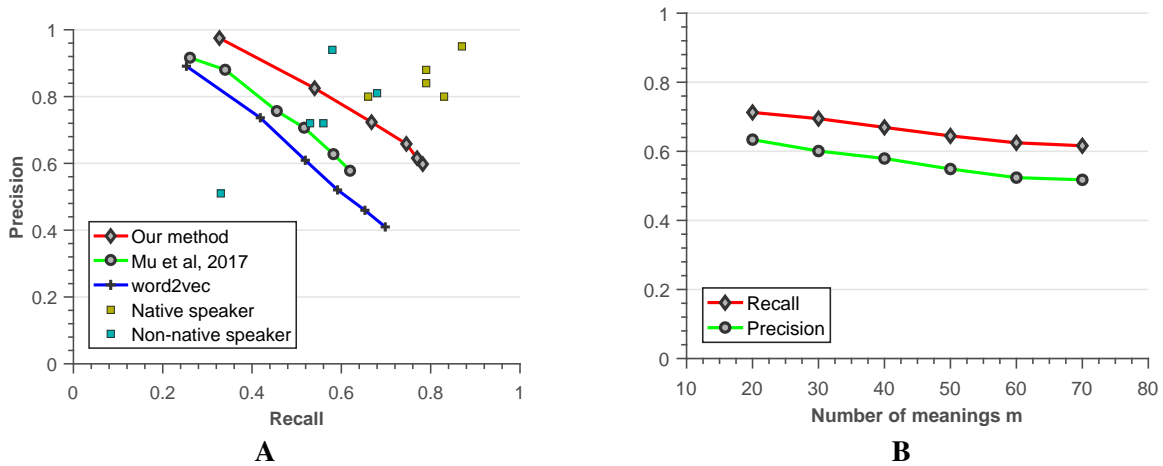 1
0.8
0.6
0.4
0.2
0
Precision
Our method
Mu et al, 2017
word2vec
Native speaker
Non-native speaker
0 0.2 0.4 0.6 0.8 1
Recall
A
1
0.8
0.6
0.4
0.2
0
Recall
Precision
10 20 30 40 50 60 70 80
Number of meanings m
B